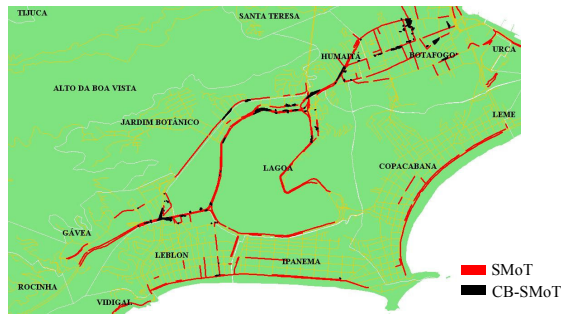 TIJUCA
SANTA TERESA
URCA
HUMAITÁ
BOTAFOGO
ALTO DA BOA VISTA
LEME
JARDIM BOTÂNICO
LAGOA
COPACABANA
GÁVEA
LEBLON
IPANEMA
ROCINHA
VIDIGAL
SMoT
CB-SMoT